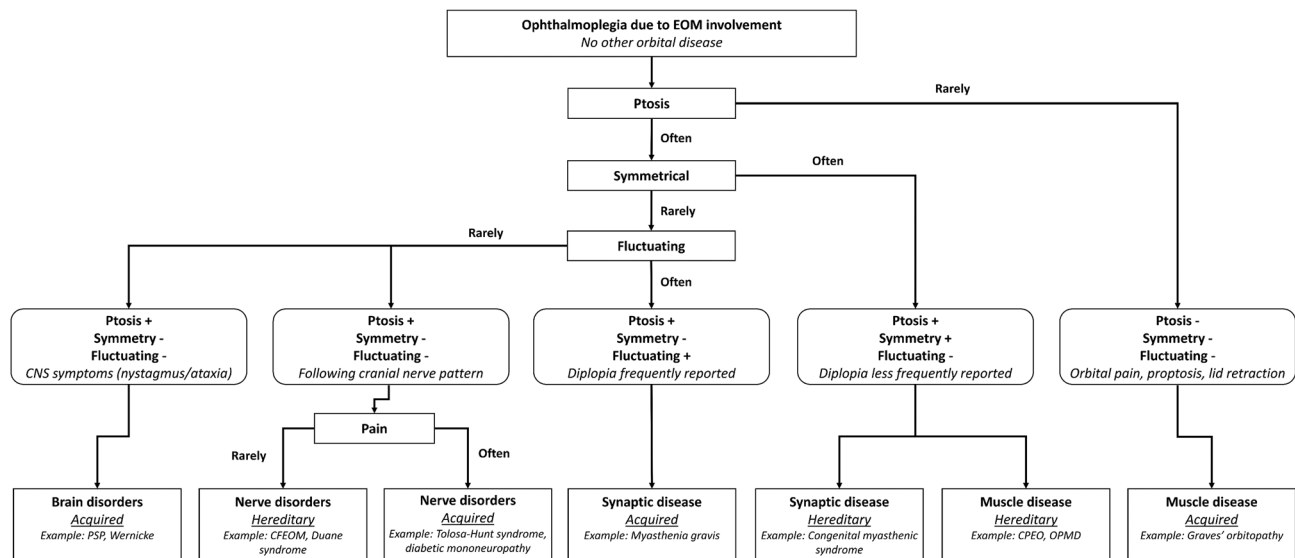 Ophthalmoplegia due to EOM involvement
No other orbital disease
Rarely
Ptosis
Often
Often
Symmetrical
Rarely
Rarely
Fluctuating
Often
Ptosis +
Symmetry -
Fluctuating -
CNS symptoms (nystagmus/ataxia)
Ptosis +
Symmetry -
Fluctuating -
Following cranial nerve pattern
Ptosis +
Symmetry -
Fluctuating +
Diplopia frequently reported
Ptosis +
Symmetry +
Fluctuating -
Diplopia less frequently reported
Ptosis -
Symmetry -
Fluctuating -
Orbital pain, proptosis, lid retraction
Pain
Rarely
Often
Brain disorders
Acquired
Example: PSP, Wernicke
Nerve disorders
Hereditary
Example: CFEOM, Duane
syndrome
Nerve disorders
Acquired
Example: Tolosa-Hunt syndrome,
diabetic mononeuropathy
Synaptic disease
Acquired
Example: Myasthenia gravis
Synaptic disease
Hereditary
Example: Congenital myasthenic
syndrome
Muscle disease
Hereditary
Example: CPEO, OPMD
Muscle disease
Acquired
Example: Graves' orbitopathy